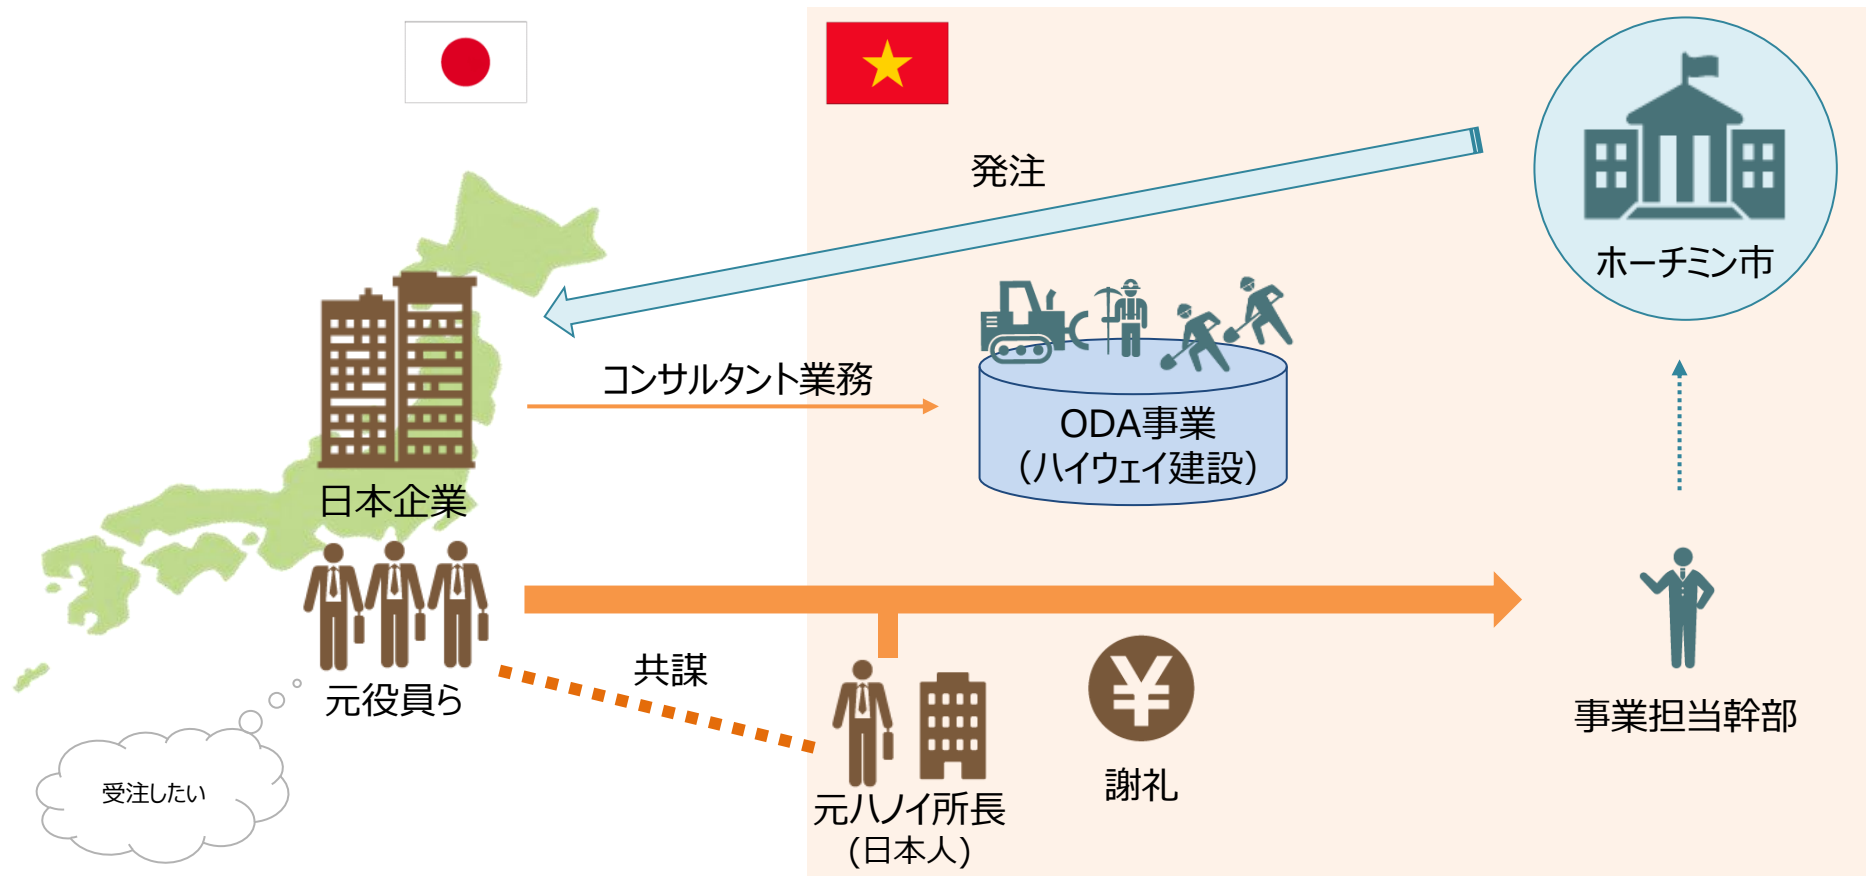 発注
ホーチミン市
コンサルタント業務
ODA事業
（ハイウェイ建設）
日本企業
共謀
元役員ら
事業担当幹部
受注したい
謝礼
元ハノイ所長
(日本人)